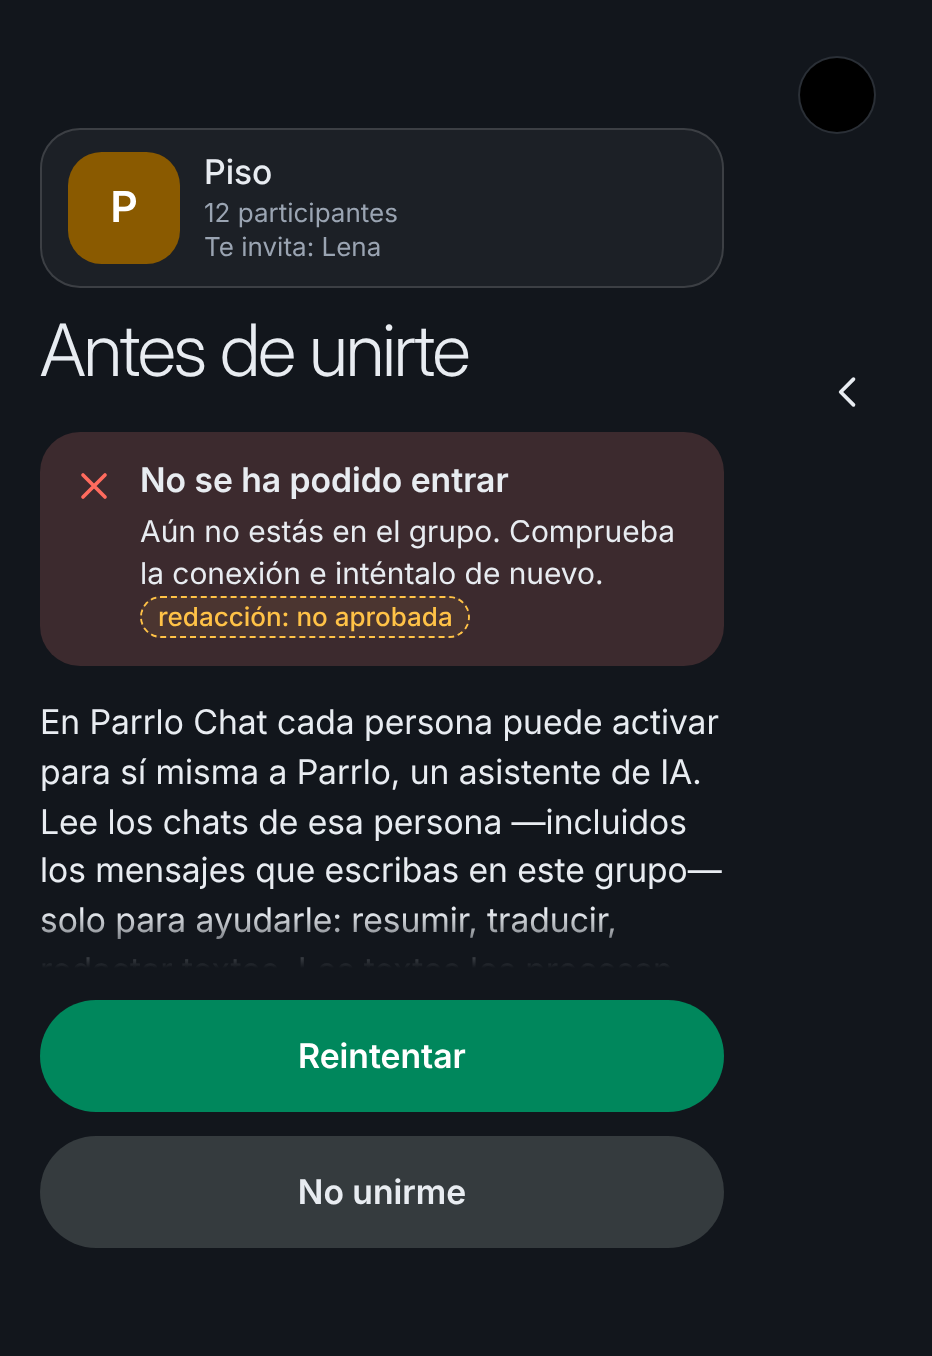 P
Piso
12 participantes
Te invita: Lena
Antes de unirte
No se ha podido entrar
Aún no estás en el grupo. Comprueba
la conexión e inténtalo de nuevo.
redacción: no aprobada
En Parrlo Chat cada persona puede activar
para sí misma a Parrlo, un asistente de IA.
Lee los chats de esa persona —incluidos
los mensajes que escribas en este grupo—
solo para ayudarle: resumir, traducir,
Reintentar
No unirme